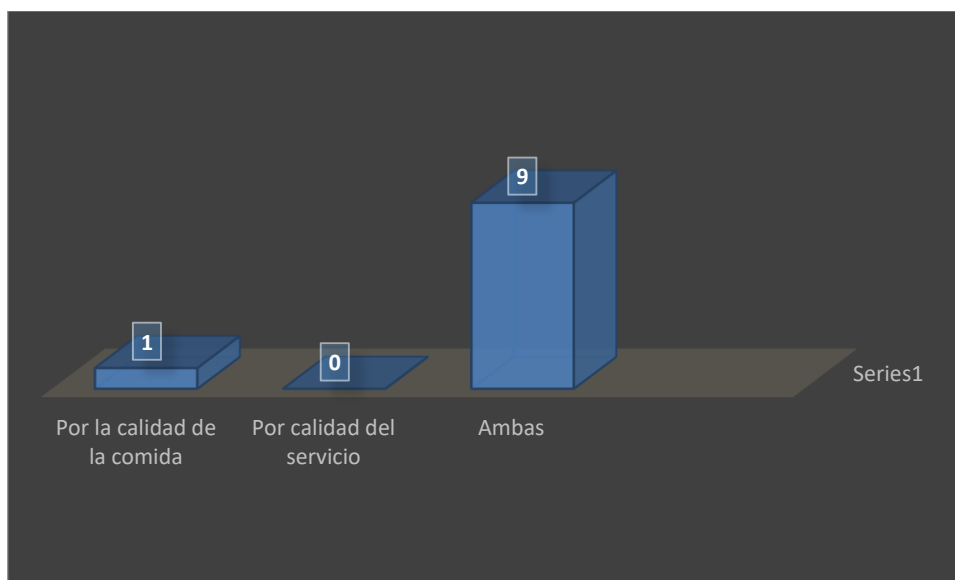 9
1
0
Series1
Por la calidad de
la comida
Por calidad del
servicio
Ambas